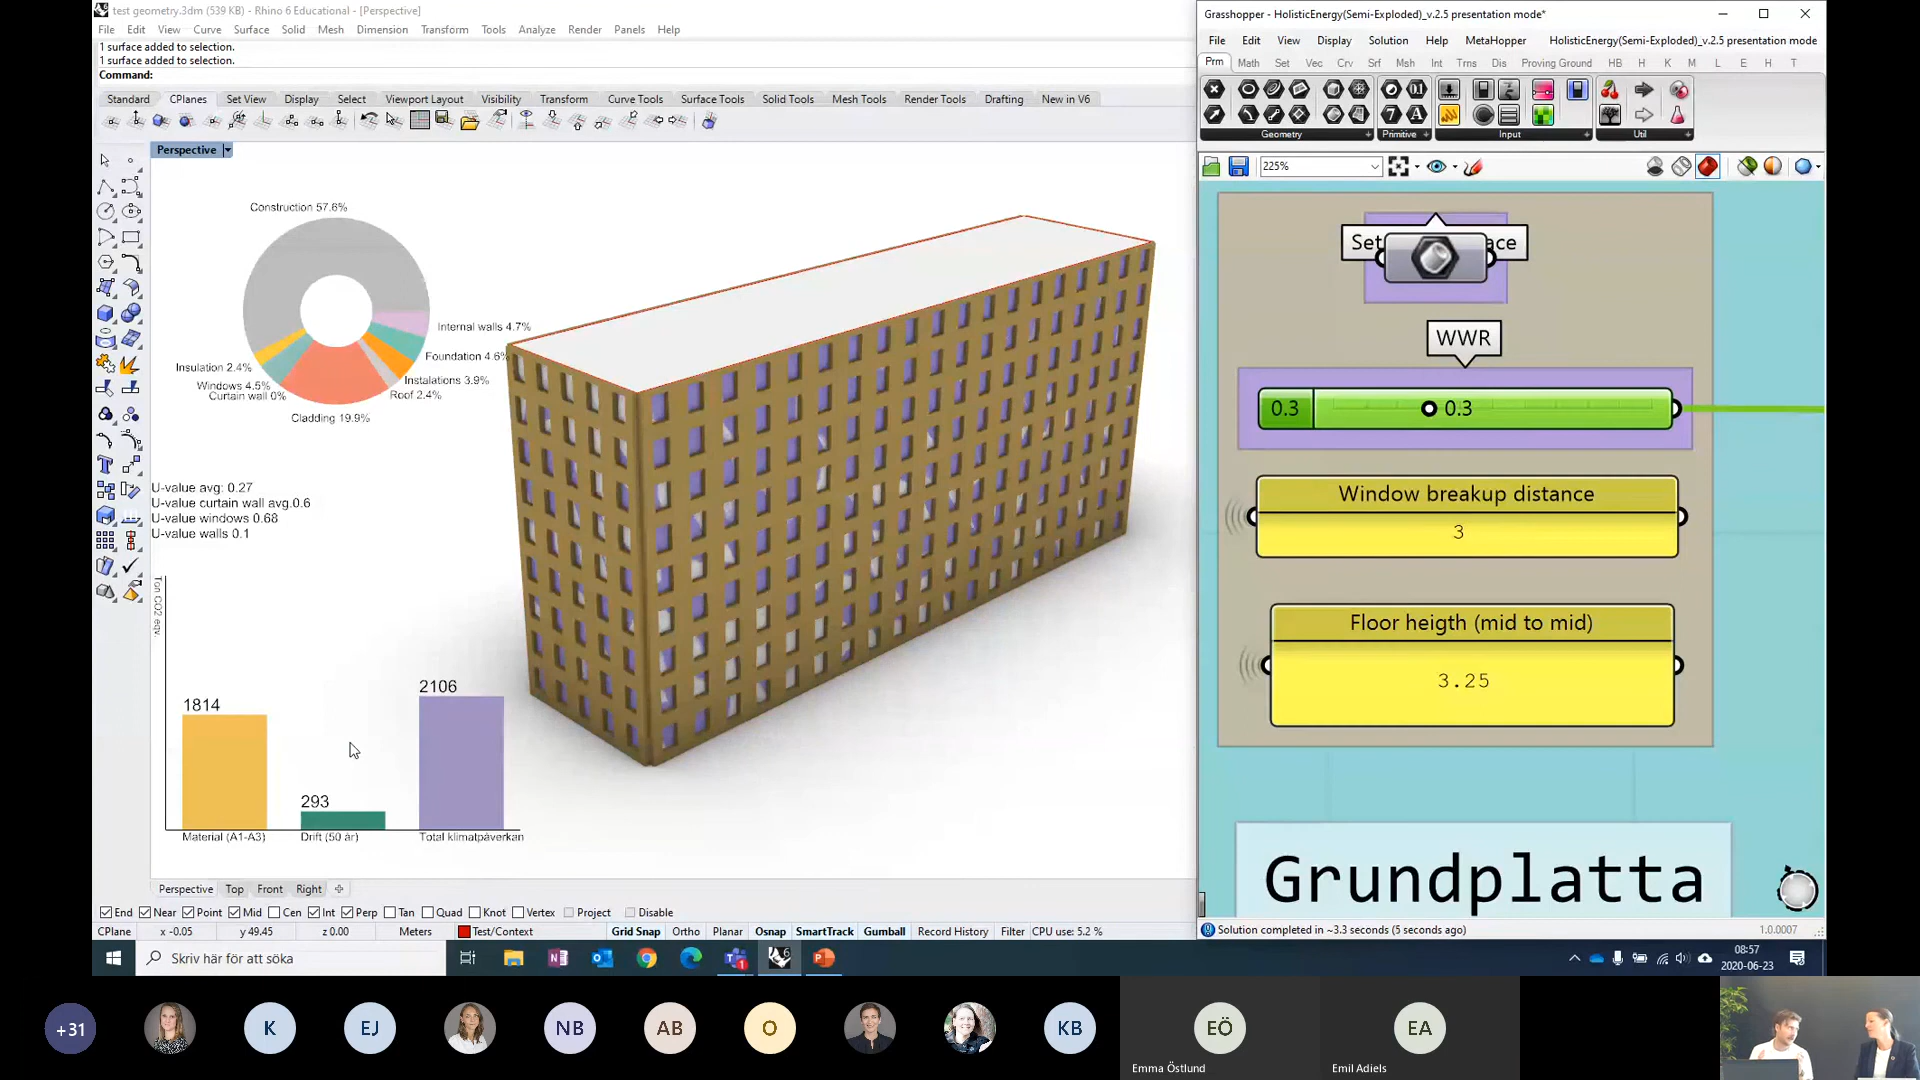 test geometry.3dm (539 KB) - Rhino 6 Educational - [Perspective]
File Edit View Curve Surface Solid Mesh Dimension Transform Tools Analyze Render Panels Help
1 surface added to selection.
1 surface added to selection.
Command:
Standard CPlanes Set View Display Select Viewport Layout Visibility Transform Curve Tools Surface Tools Solid Tools Mesh Tools Render Tools Drafting New in V6
Perspective
Construction 57.6%
Internal walls 4.7%
Foundation 4.6%
Insulation 2.4%
Instalations 3.9%
Windows 4.5%
Roof 2.4%
Curtain wall 0%
Cladding 19.9%
U-value avg: 0.27
U-value curtain wall avg.0.6
U-value windows 0.68
U-value walls 0.1
Ton CO2 eqv.
1814
293
2106
Material (A1-A3)
Drift (50 år)
Total klimatpåverkan
Perspective Top Front Right
End Near Point Mid Cen Int Perp Tan Quad Knot Vertex Project Disable
CPlane x -0.05 y 49.45 z 0.00 Meters Test/Context Grid Snap Ortho Planar Osnap SmartTrack Gumball Record History Filter CPU use: 5.2 %
Grasshopper - HolisticEnergy(Semi-Exploded)_v.2.5 presentation mode*
File Edit View Display Solution Help MetaHopper HolisticEnergy(Semi-Exploded)_v.2.5 presentation mode
Prm Math Set Vec Crv Srf Msh Int Trns Dis Proving Ground HB H K M L E H T
Geometry Primitive Input Util
225%
Set ace
WWR
0.3 0.3
Window breakup distance
3
Floor heigth (mid to mid)
3.25
Grundplatta
Solution completed in ~3.3 seconds (5 seconds ago)
1.0.0007
Skriv här för att söka
08:57
2020-06-23
+31 K EJ NB AB O KB EÖ EA
Emma Östlund
Emil Adiels